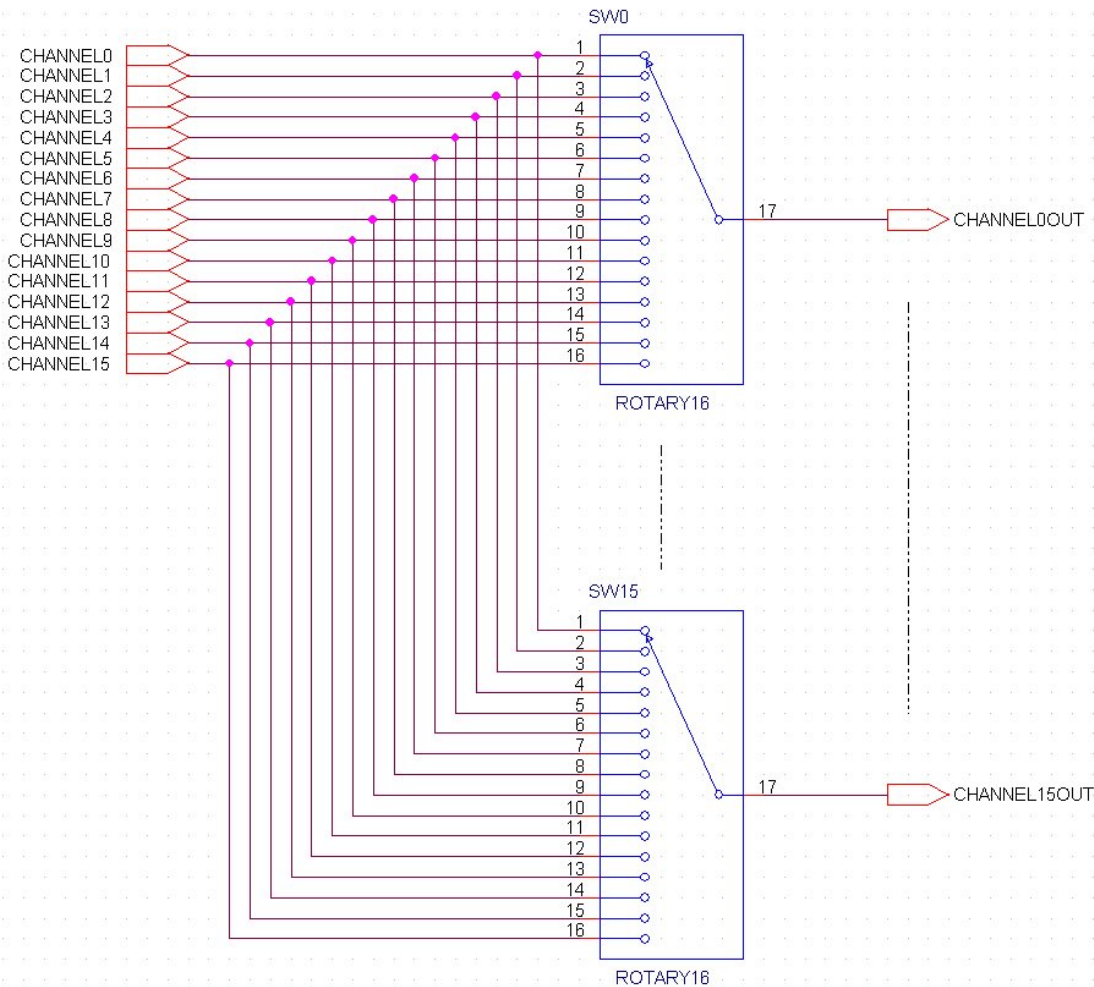 SW0
CHANNEL0
CHANNEL1
CHANNEL2
CHANNEL3
CHANNEL4
CHANNEL5
CHANNEL6
CHANNEL7
CHANNEL8
CHANNEL9
CHANNEL10
CHANNEL11
CHANNEL12
CHANNEL13
CHANNEL14
CHANNEL15
1
2
3
4
5
6
7
8
9
10
11
12
13
14
15
16
17
CHANNEL0OUT
ROTARY16
SW15
1
2
3
4
5
6
7
8
9
10
11
12
13
14
15
16
17
CHANNEL15OUT
ROTARY16